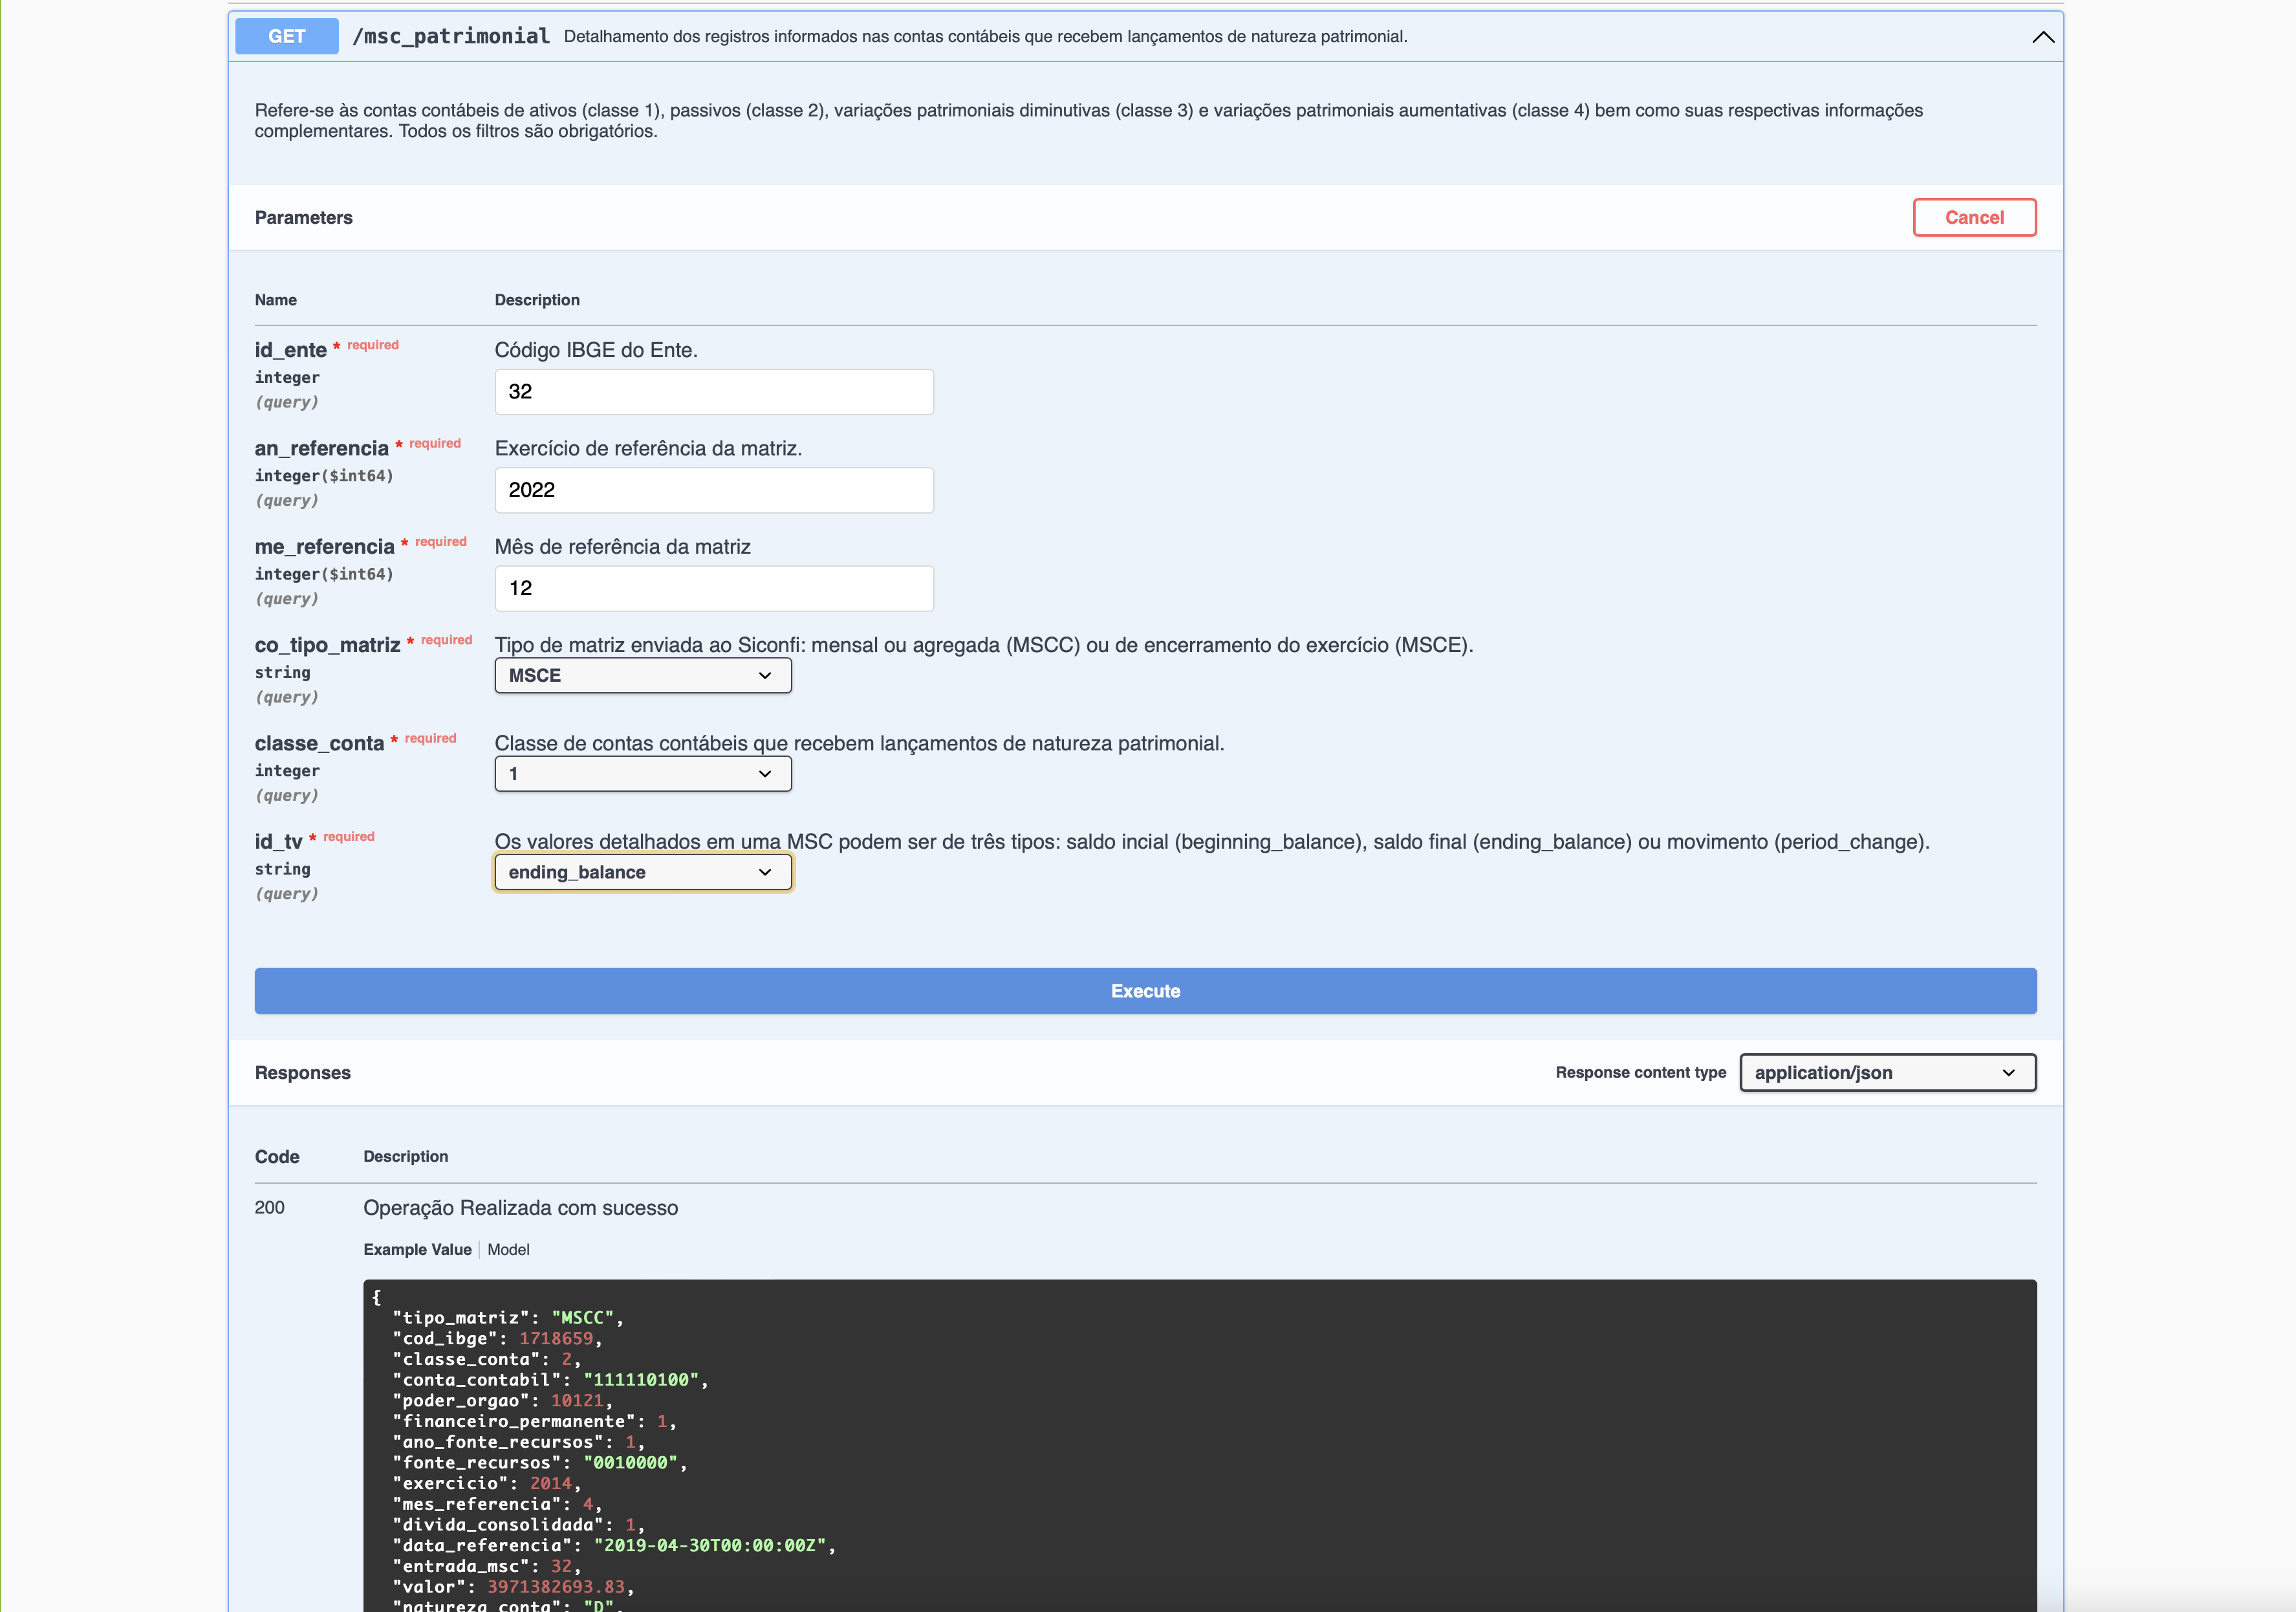 GET /msc_patrimonial Detalhamento dos registros informados nas contas contábeis que recebem lançamentos de natureza patrimonial.
Refere-se às contas contábeis de ativos (classe 1), passivos (classe 2), variações patrimoniais diminutivas (classe 3) e variações patrimoniais aumentativas (classe 4) bem como suas respectivas informações
complementares. Todos os filtros são obrigatórios.
Parameters
Cancel
Name Description
id_ente * required
integer
(query)
Código IBGE do Ente.
32
an_referencia * required
integer($int64)
(query)
Exercício de referência da matriz.
2022
me_referencia * required
integer($int64)
(query)
Mês de referência da matriz
12
co_tipo_matriz * required
string
(query)
Tipo de matriz enviada ao Siconfi: mensal ou agregada (MSCC) ou de encerramento do exercício (MSCE).
MSCE
classe_conta * required
integer
(query)
Classe de contas contábeis que recebem lançamentos de natureza patrimonial.
1
id_tv * required
string
(query)
Os valores detalhados em uma MSC podem ser de três tipos: saldo incial (beginning_balance), saldo final (ending_balance) ou movimento (period_change).
ending_balance
Execute
Responses
Response content type application/json
Code Description
200 Operação Realizada com sucesso
Example Value Model
{
"tipo_matriz": "MSCC",
"cod_ibge": 1718659,
"classe_conta": 2,
"conta_contabil": "111110100",
"poder_orgao": 10121,
"financeiro_permanente": 1,
"ano_fonte_recursos": 1,
"fonte_recursos": "0010000",
"exercicio": 2014,
"mes_referencia": 4,
"divida_consolidada": 1,
"data_referencia": "2019-04-30T00:00:00Z",
"entrada_msc": 32,
"valor": 3971382693.83,
"natureza_conta": "D",